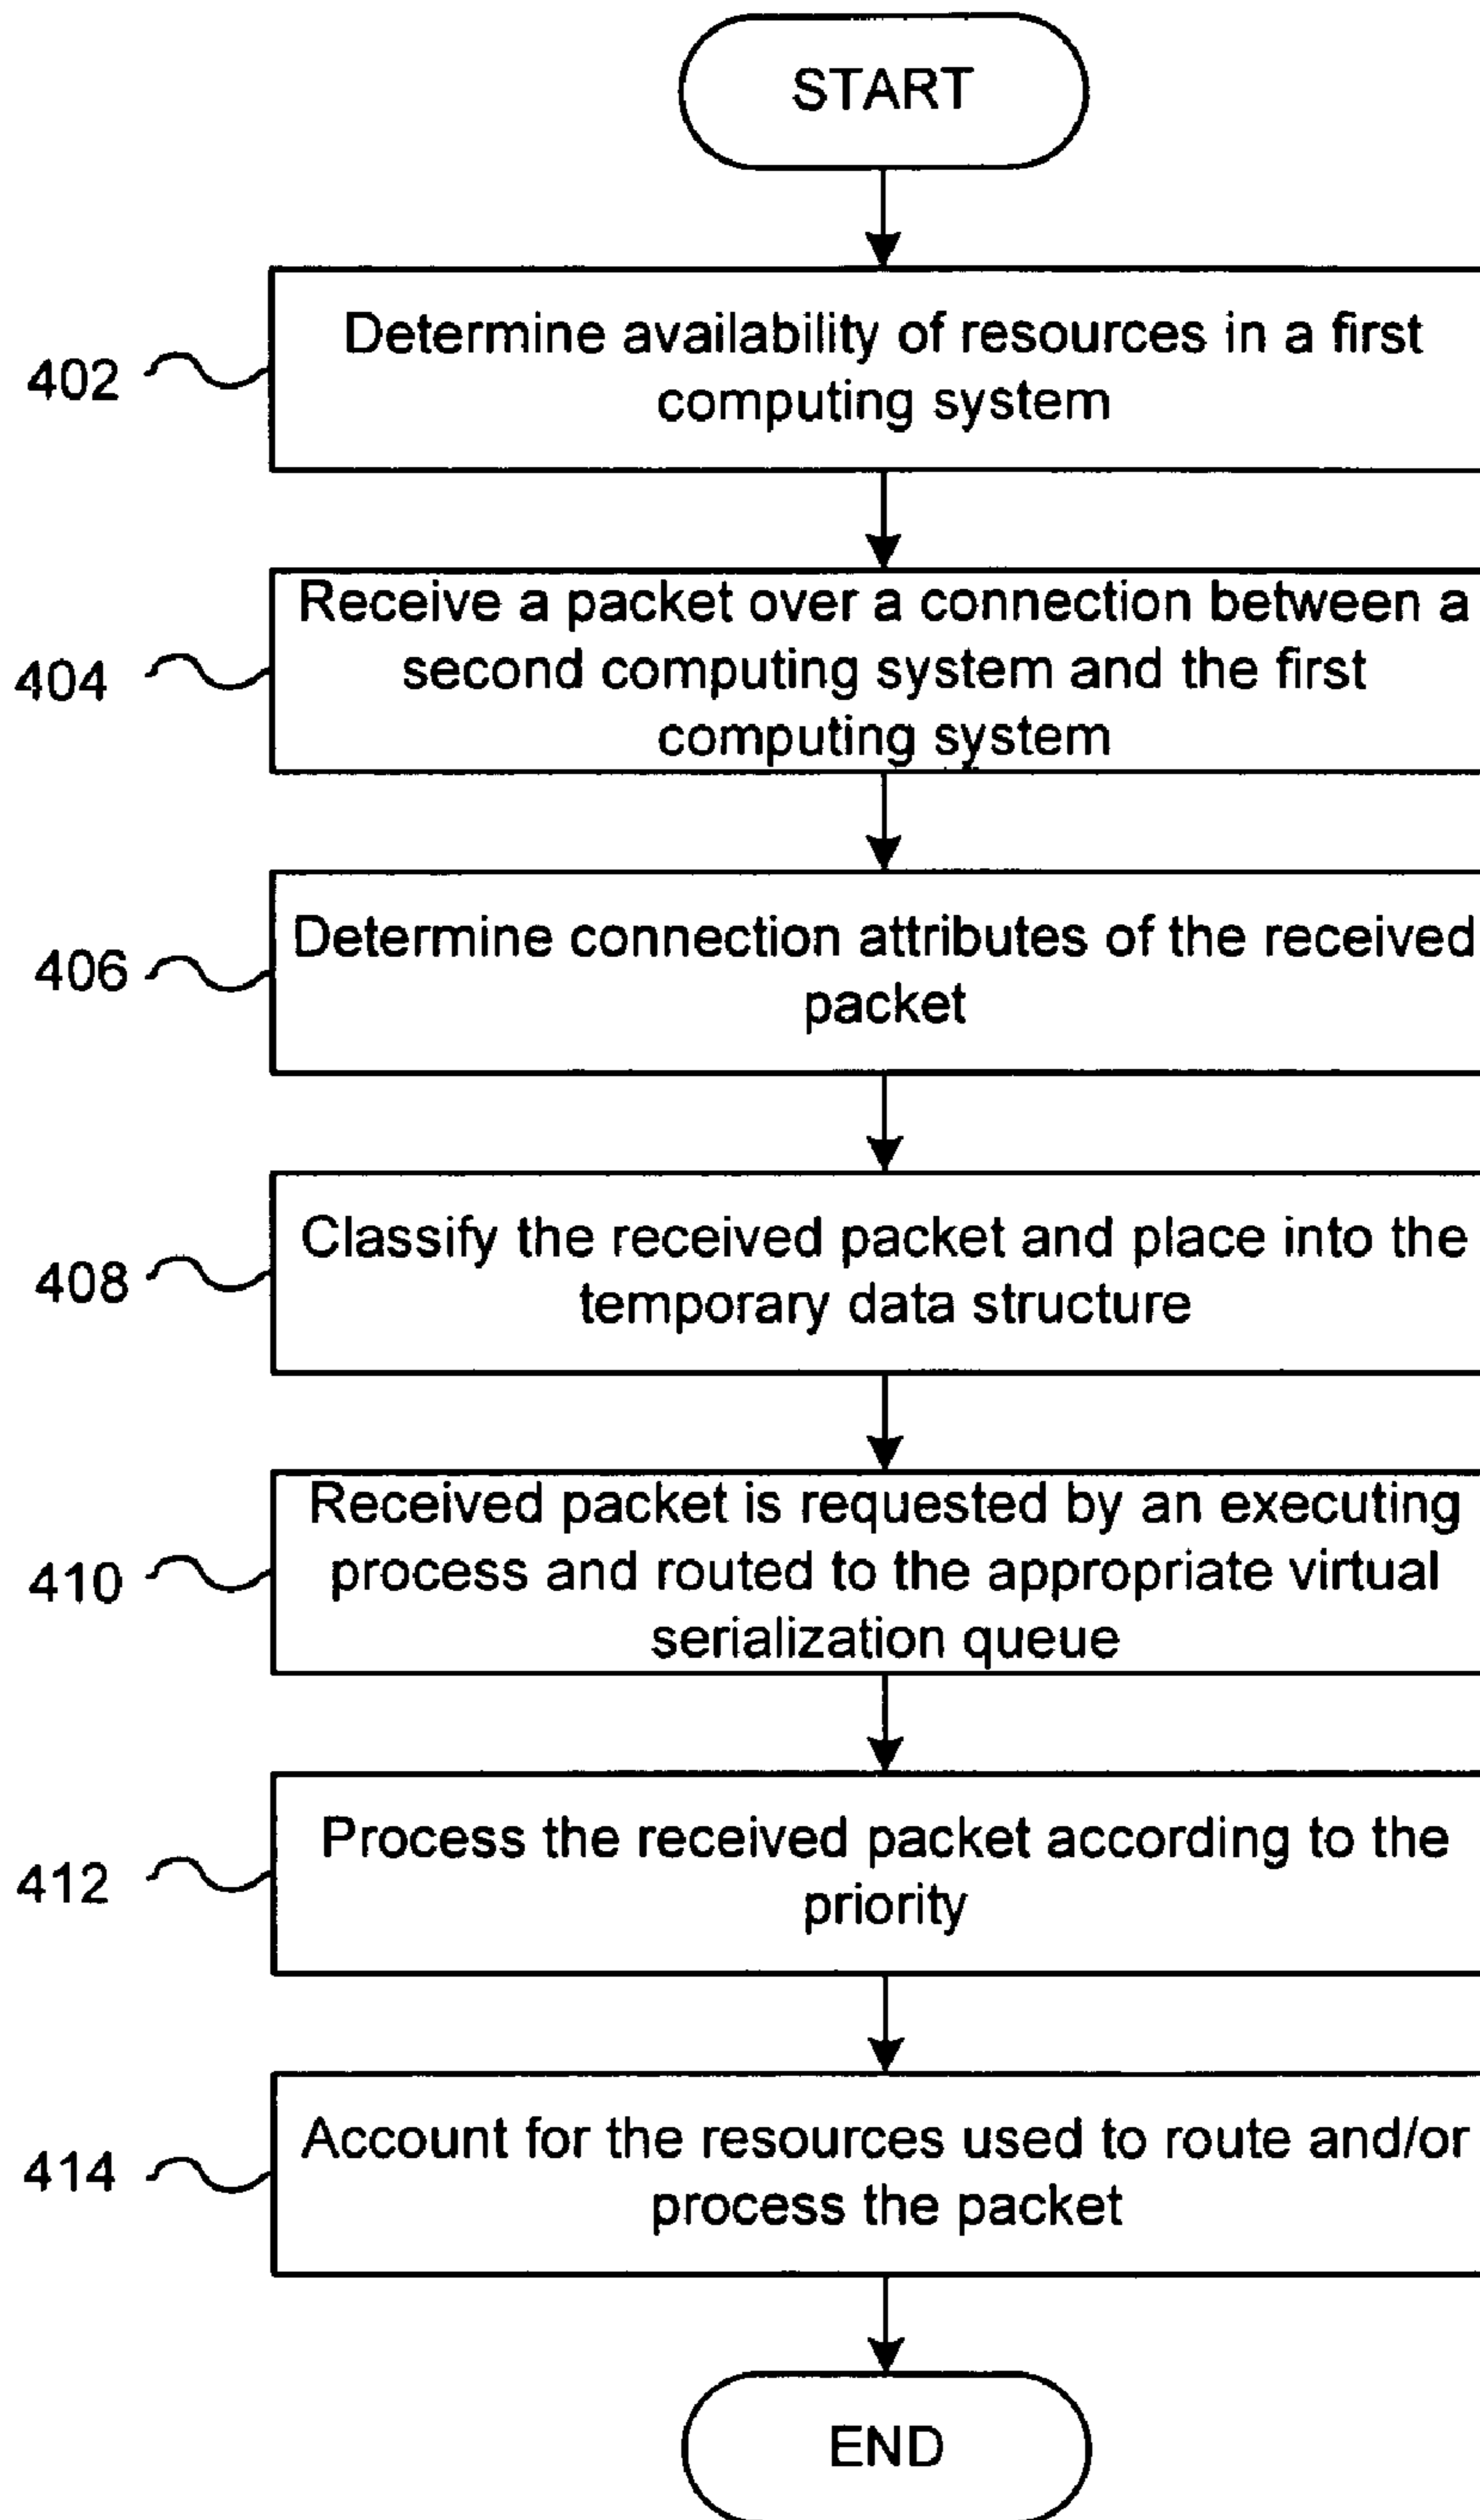 START
402
Determine availability of resources in a first
computing system
404
Receive a packet over a connection between a
second computing system and the first
computing system
406
Determine connection attributes of the received
packet
408
Classify the received packet and place into the
temporary data structure
410
Received packet is requested by an executing
process and routed to the appropriate virtual
serialization queue
412
Process the received packet according to the
priority
414
Account for the resources used to route and/or
process the packet
END